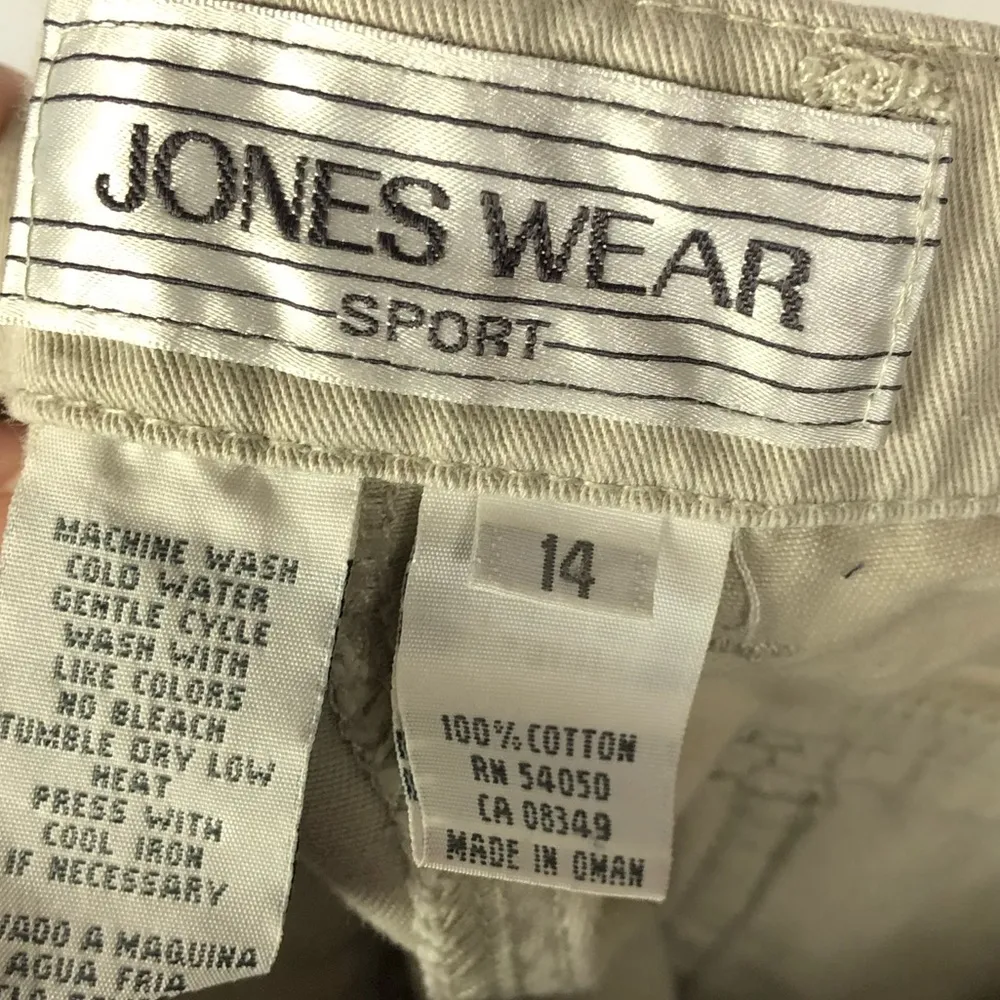 JONES WEAR
SPORT
MACHINE WASH
COLD WATER
GENTLE CYCLE
WASH WITH
LIKE COLORS
NO BLEACH
TUMBLE DRY LOW
HEAT
PRESS WITH
COOL IRON
IF NECESSARY
A MAQUINA
AGUA FRIA
14
100% COTTON
RN 54050
CA 08349
MADE IN OMAN